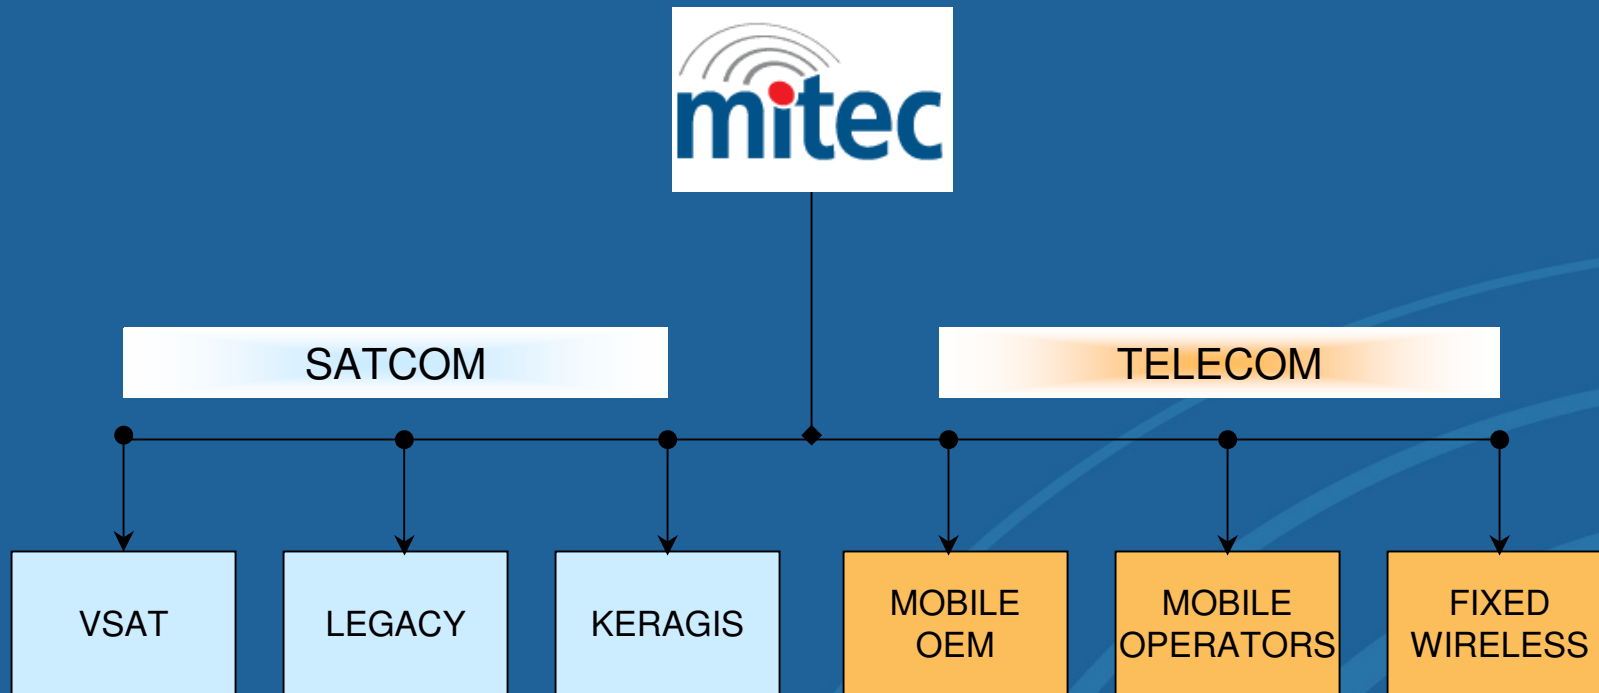 mitec
SATCOM
TELECOM
VSAT
LEGACY
KERAGIS
MOBILE
OEM
MOBILE
OPERATORS
FIXED
WIRELESS